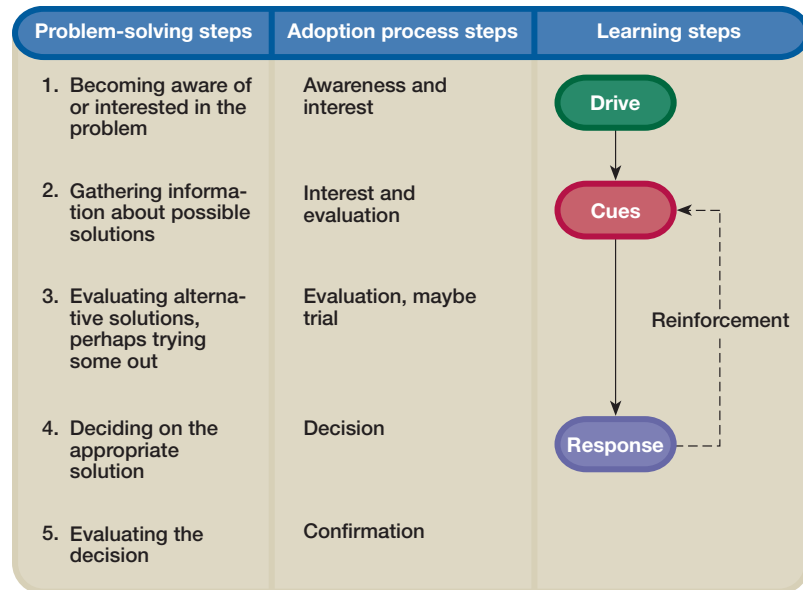 Problem-solving steps
Adoption process steps
Learning steps
1. Becoming aware of
or interested in the
problem
Awareness and
interest
Drive
2. Gathering informa-
tion about possible
solutions
Interest and
evaluation
Cues
3. Evaluating alterna-
tive solutions,
perhaps trying
some out
Evaluation, maybe
trial
Reinforcement
4. Deciding on the
appropriate
solution
Decision
Response
5. Evaluating the
decision
Confirmation